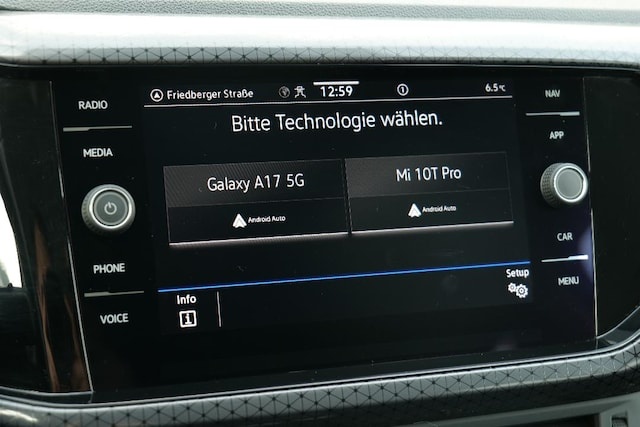 RADIO
MEDIA
PHONE
VOICE
Friedberger Straße
12:59
6.5°C
Bitte Technologie wählen.
Galaxy A17 5G
Android Auto
Mi 10T Pro
Android Auto
Info
Setup
NAV
APP
CAR
MENU